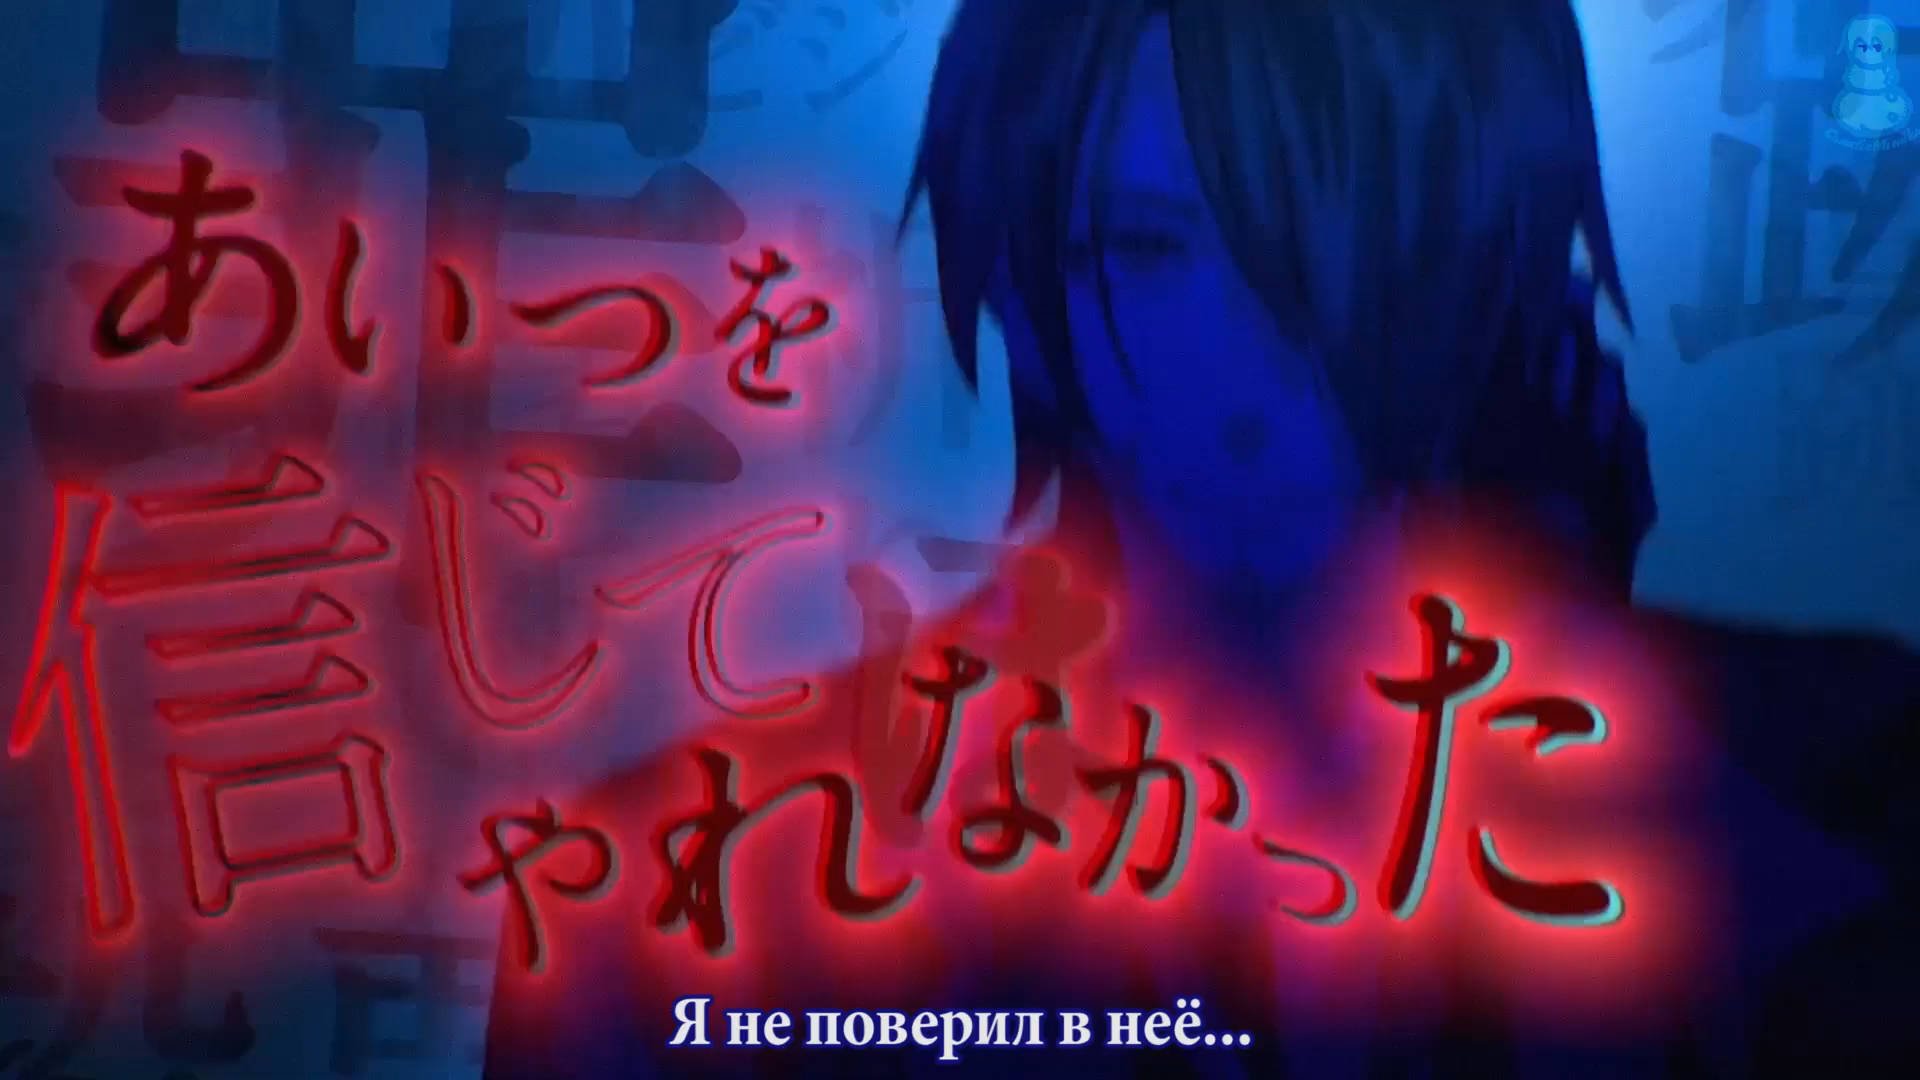 あいつを
信じて
やれなかった
Я не поверил в неё...